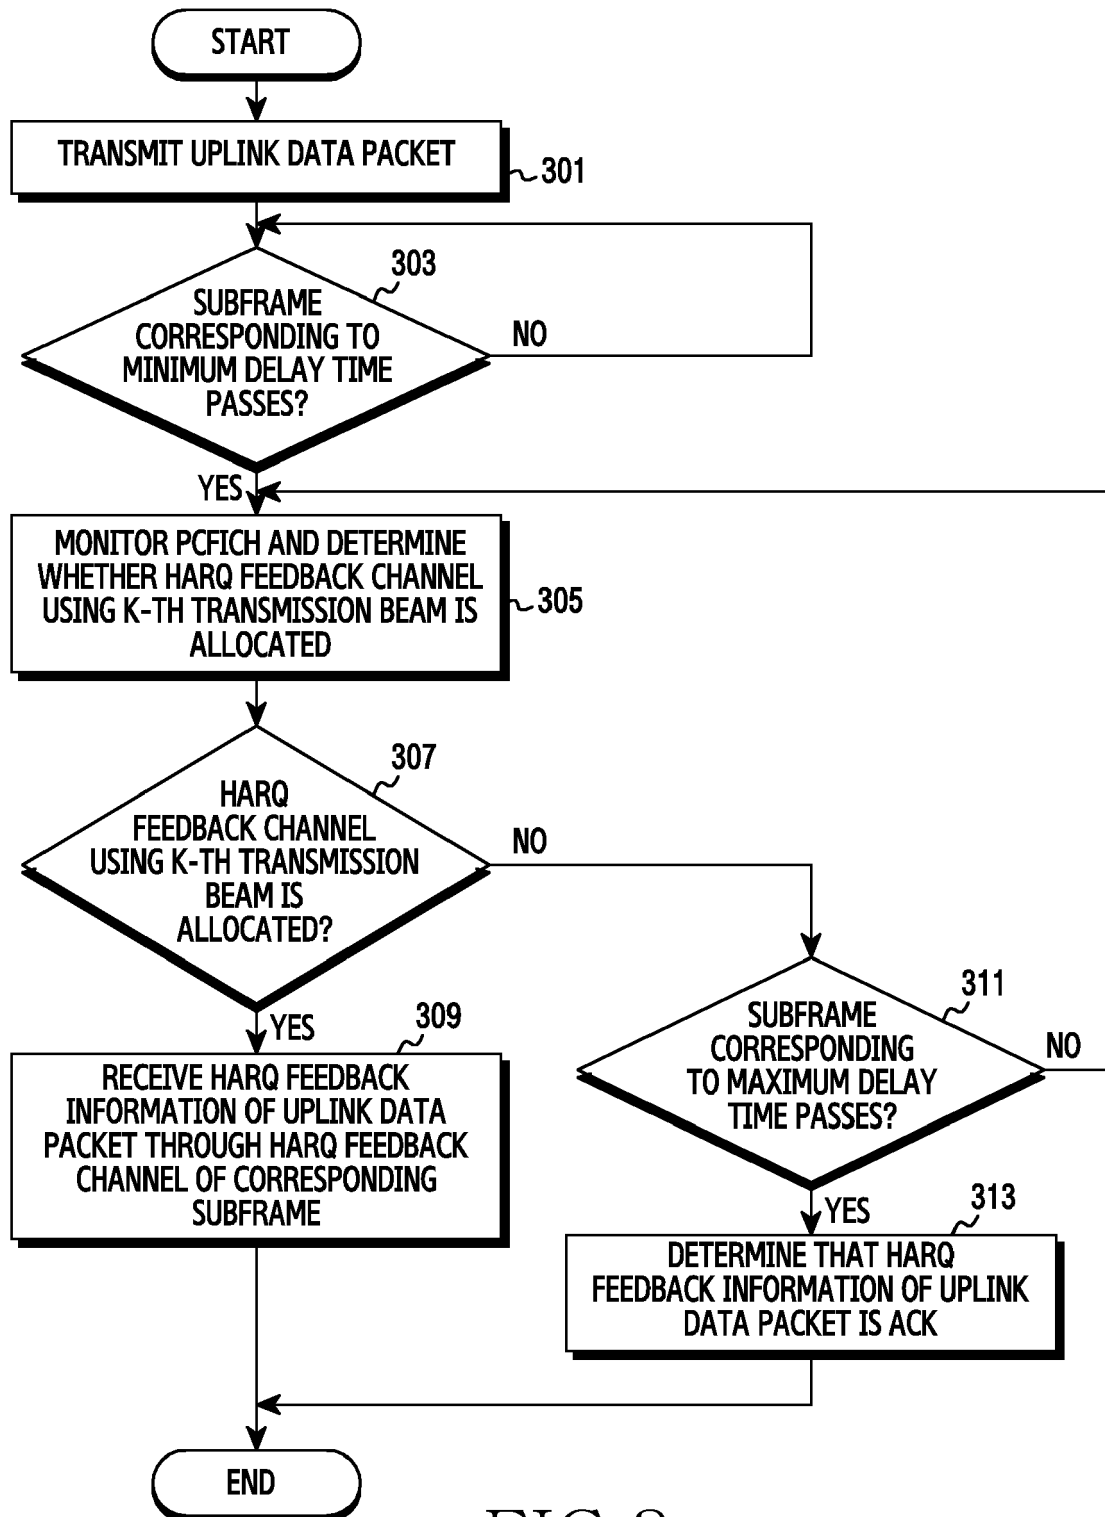 START
TRANSMIT UPLINK DATA PACKET
301
303
SUBFRAME
CORRESPONDING TO
MINIMUM DELAY TIME
PASSES?
NO
YES
MONITOR PCFICH AND DETERMINE
WHETHER HARQ FEEDBACK CHANNEL
USING K-TH TRANSMISSION BEAM IS
ALLOCATED
305
307
HARQ
FEEDBACK CHANNEL
USING K-TH TRANSMISSION
BEAM IS
ALLOCATED?
NO
YES
309
RECEIVE HARQ FEEDBACK
INFORMATION OF UPLINK DATA
PACKET THROUGH HARQ FEEDBACK
CHANNEL OF CORRESPONDING
SUBFRAME
311
SUBFRAME
CORRESPONDING
TO MAXIMUM DELAY
TIME PASSES?
NO
YES
313
DETERMINE THAT HARQ
FEEDBACK INFORMATION OF UPLINK
DATA PACKET IS ACK
END